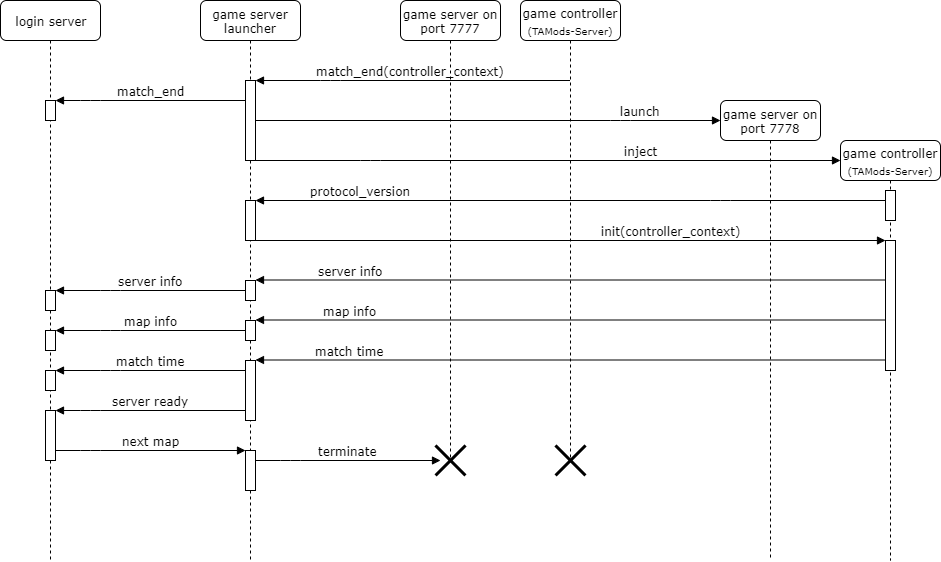 login server
game server
launcher
game server on
port 7777
game controller
(TAMods-Server)
match_end(controller_context)
match_end
launch
game server on
port 7778
inject
game controller
(TAMods-Server)
protocol_version
init(controller_context)
server info
server info
map info
map info
match time
match time
server ready
next map
terminate